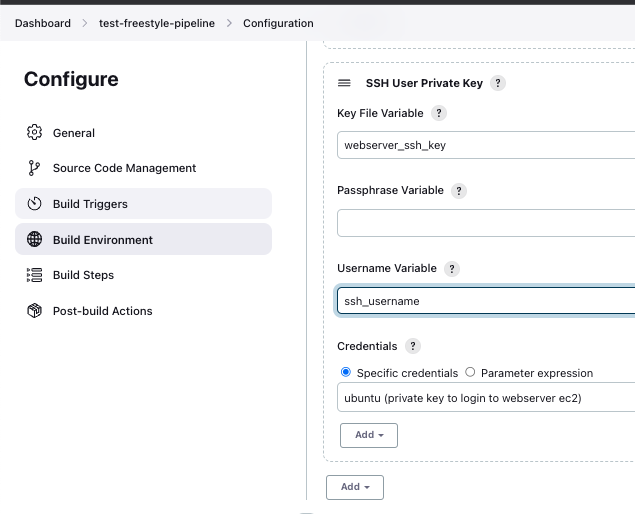 Dashboard > test-freestyle-pipeline > Configuration
Configure
General
Source Code Management
Build Triggers
Build Environment
Build Steps
Post-build Actions
SSH User Private Key ?
Key File Variable ?
webserver_ssh_key
Passphrase Variable ?
Username Variable ?
ssh_username
Credentials ?
Specific credentials Parameter expression
ubuntu (private key to login to webserver ec2)
Add
Add